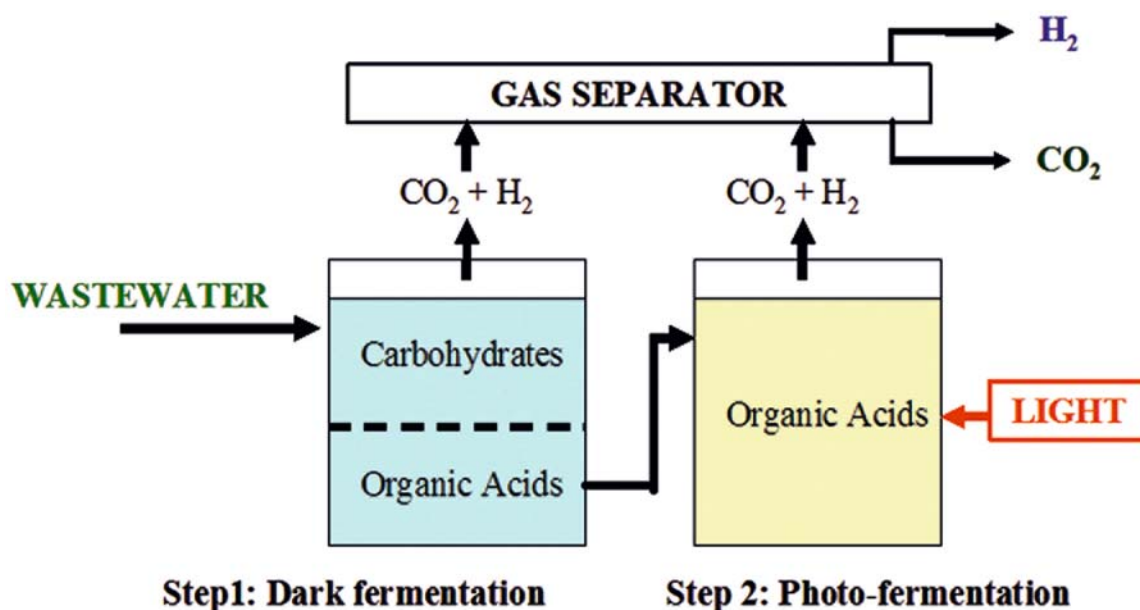 H₂
GAS SEPARATOR
CO₂
CO₂ + H₂
CO₂ + H₂
WASTEWATER
Carbohydrates
Organic Acids
Organic Acids
LIGHT
Step1: Dark fermentation
Step 2: Photo-fermentation